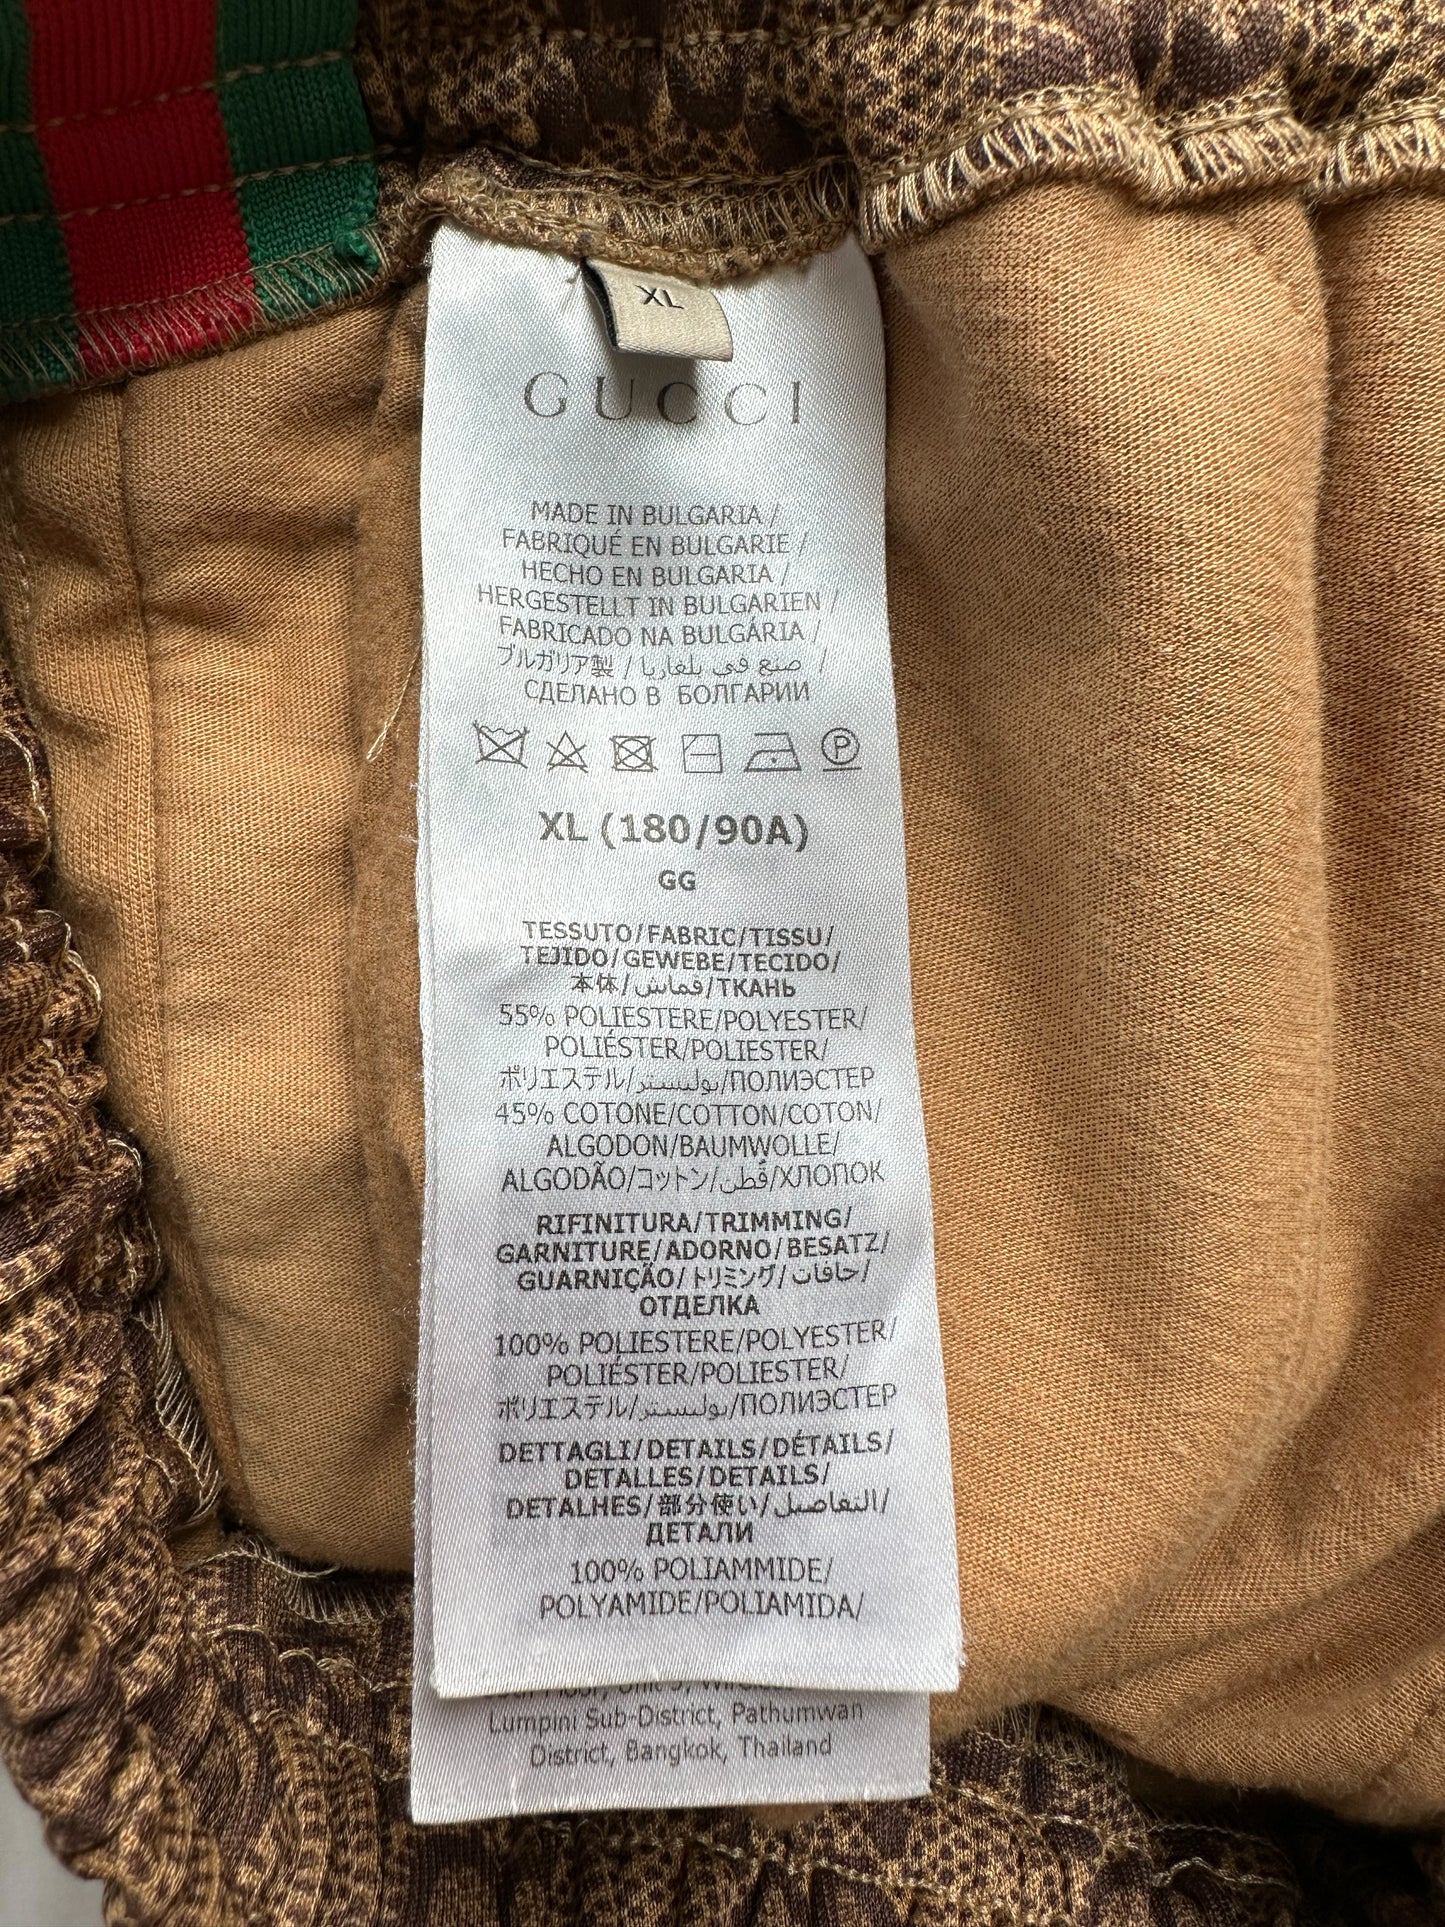 XL
GUCCI
MADE IN BULGARIA /
FABRIQUÉ EN BULGARIE /
HECHO EN BULGARIA /
HERGESTELLT IN BULGARIEN /
FABRICADO NA BULGÁRIA /
ブルガリア製 / صنع في بلغاريا /
СДЕЛАНО В БОЛГАРИИ
P
XL (180/90A)
GG
TESSUTO/FABRIC/TISSU/
TEJIDO/GEWEBE/TECIDO/
本体/قماش/ТКАНЬ
55% POLIESTERE/POLYESTER/
POLIÉSTER/POLIESTER/
ポリエステル/بوليستر/ПОЛИЭСТЕР
45% COTONE/COTTON/COTON/
ALGODON/BAUMWOLLE/
ALGODÃO/コットン/قطن/ХЛОПОК
RIFINITURA/TRIMMING/
GARNITURE/ADORNO/BESATZ/
GUARNIÇÃO/トリミング/حافات/
ОТДЕЛКА
100% POLIESTERE/POLYESTER/
POLIÉSTER/POLIESTER/
ポリエステル/بوليستر/ПОЛИЭСТЕР
DETTAGLI/DETAILS/DÉTAILS/
DETALLES/DETAILS/
DETALHES/部分使い/التفاصيل/
ДЕТАЛИ
100% POLIAMMIDE/
POLYAMIDE/POLIAMIDA/
Lumpini Sub-District, Pathumwan
District, Bangkok, Thailand